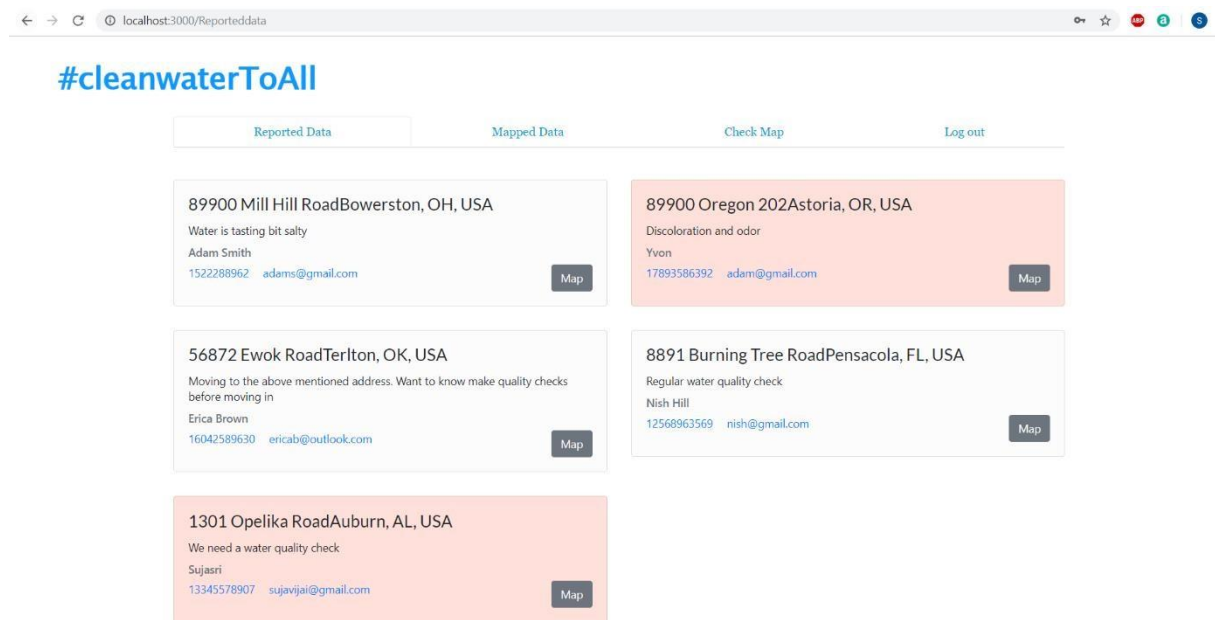 localhost:3000/Reporteddata
ABP
a
S
#cleanwaterToAll
Reported Data Mapped Data Check Map Log out
89900 Mill Hill RoadBowerston, OH, USA
Water is tasting bit salty
Adam Smith
1522288962 adams@gmail.com
Map
89900 Oregon 202Astoria, OR, USA
Discoloration and odor
Yvon
17893586392 adam@gmail.com
Map
56872 Ewok RoadTerlton, OK, USA
Moving to the above mentioned address. Want to know make quality checks
before moving in
Erica Brown
16042589630 ericab@outlook.com
Map
8891 Burning Tree RoadPensacola, FL, USA
Regular water quality check
Nish Hill
12568963569 nish@gmail.com
Map
1301 Opelika RoadAuburn, AL, USA
We need a water quality check
Sujasri
13345578907 sujavijai@gmail.com
Map